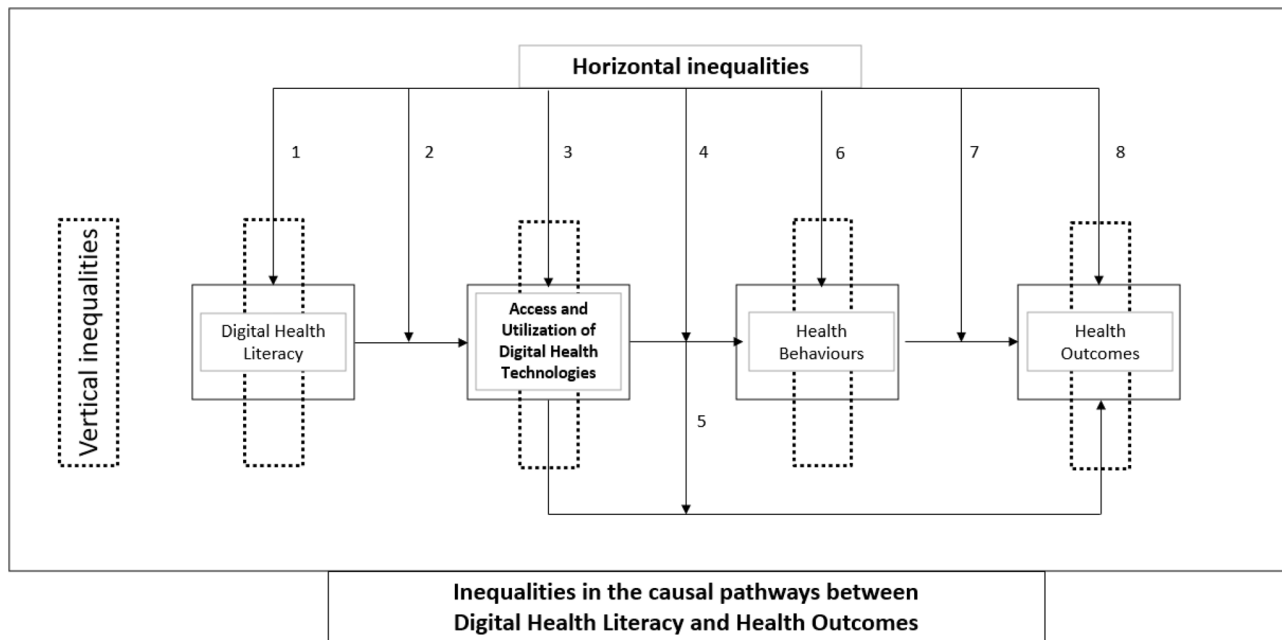 Horizontal inequalities
1
2
3
4
6
7
8
Vertical inequalities
Digital Health
Literacy
Access and
Utilization of
Digital Health
Technologies
Health
Behaviours
Health
Outcomes
5
Inequalities in the causal pathways between
Digital Health Literacy and Health Outcomes